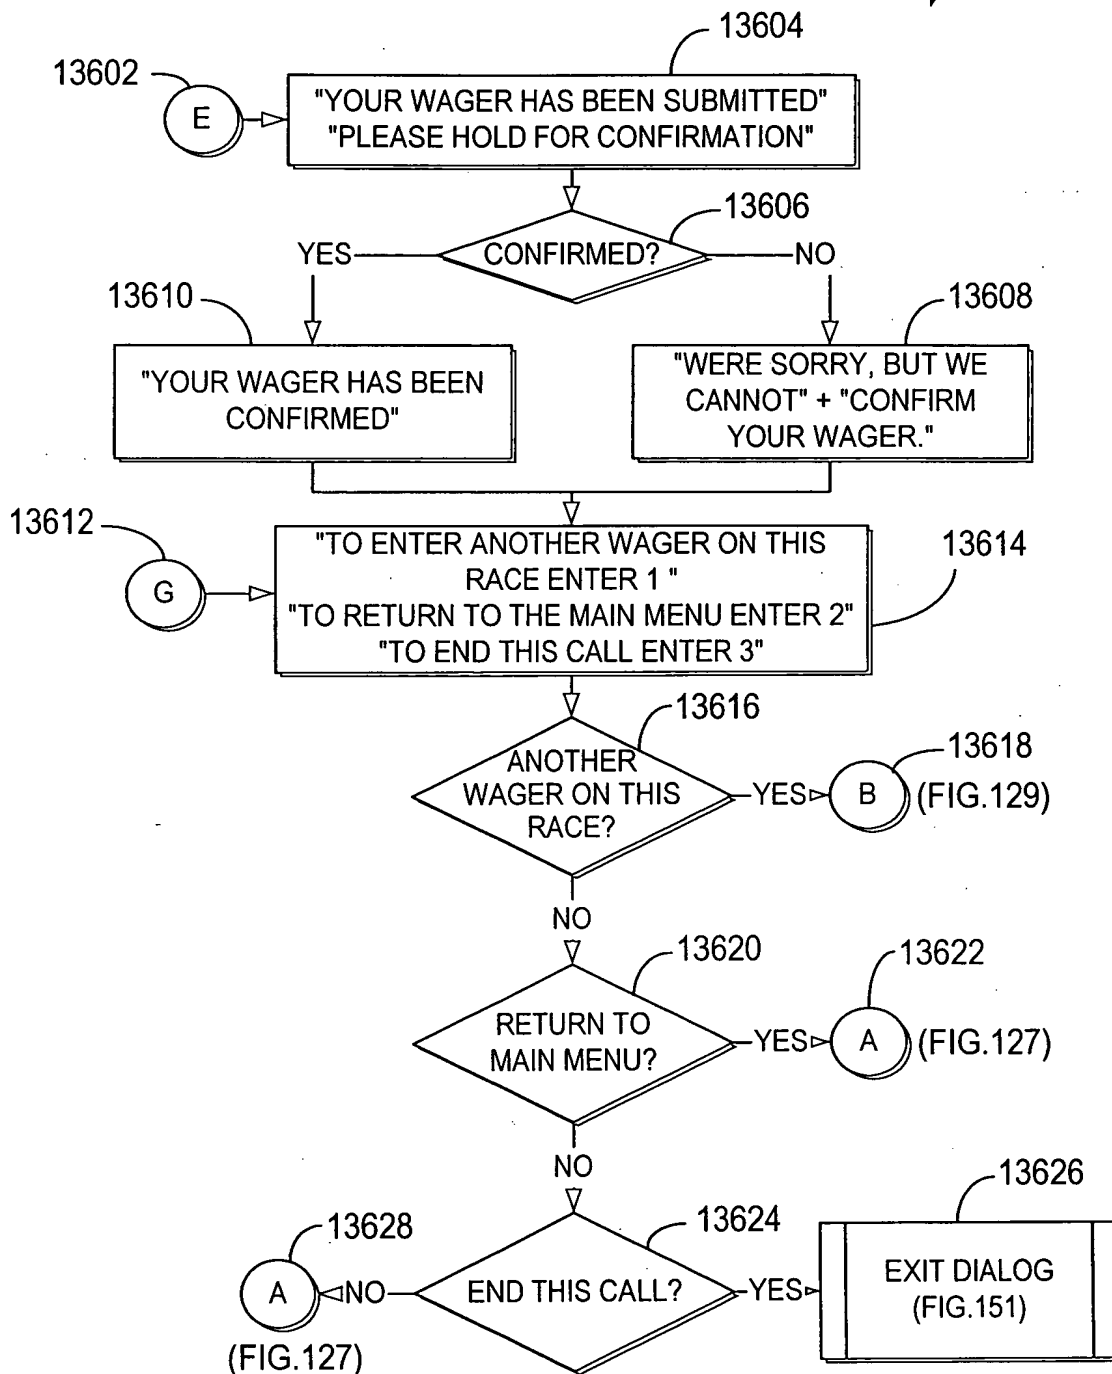 13604
13602
E
"YOUR WAGER HAS BEEN SUBMITTED"
"PLEASE HOLD FOR CONFIRMATION"
13606
YES
CONFIRMED?
NO
13610
13608
"YOUR WAGER HAS BEEN
CONFIRMED"
"WERE SORRY, BUT WE
CANNOT" + "CONFIRM
YOUR WAGER."
13612
G
"TO ENTER ANOTHER WAGER ON THIS
RACE ENTER 1 "
"TO RETURN TO THE MAIN MENU ENTER 2"
"TO END THIS CALL ENTER 3"
13614
13616
ANOTHER
WAGER ON THIS
RACE?
YES
13618
B
(FIG.129)
NO
13620
RETURN TO
MAIN MENU?
YES
13622
A
(FIG.127)
NO
13624
13626
13628
A
(FIG.127)
NO
END THIS CALL?
YES
EXIT DIALOG
(FIG.151)